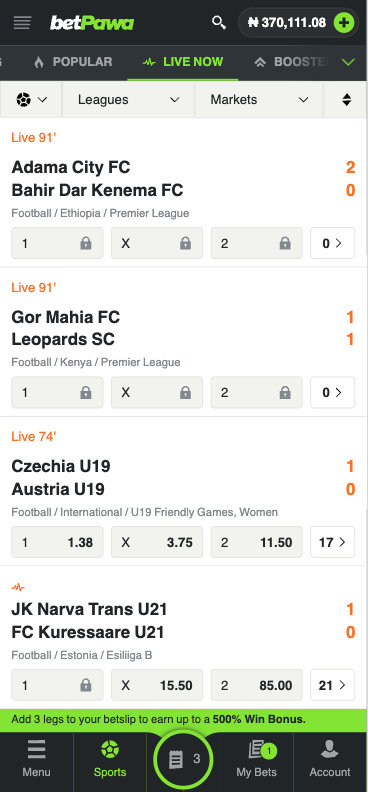 betPawa ₦ 370,111.08
G POPULAR LIVE NOW BOOSTE
Leagues Markets
Live 91'
Adama City FC 2
Bahir Dar Kenema FC 0
Football / Ethiopia / Premier League
1 X 2 0 >
Live 91'
Gor Mahia FC 1
Leopards SC 1
Football / Kenya / Premier League
1 X 2 0 >
Live 74'
Czechia U19 1
Austria U19 0
Football / International / U19 Friendly Games, Women
1 1.38 X 3.75 2 11.50 17 >
JK Narva Trans U21 1
FC Kuressaare U21 0
Football / Estonia / Esiliiga B
1 X 15.50 2 85.00 21 >
Add 3 legs to your betslip to earn up to a 500% Win Bonus.
3 1
Menu Sports My Bets Account